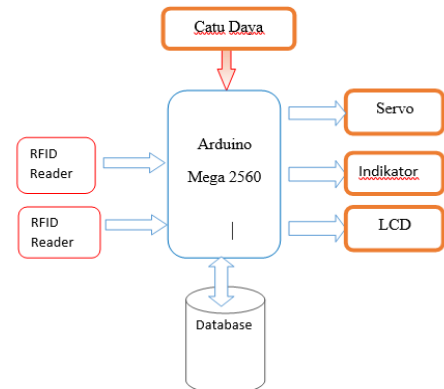 Catu Daya
Arduino
Mega 2560
RFID
Reader
RFID
Reader
Servo
Indikator
LCD
Database